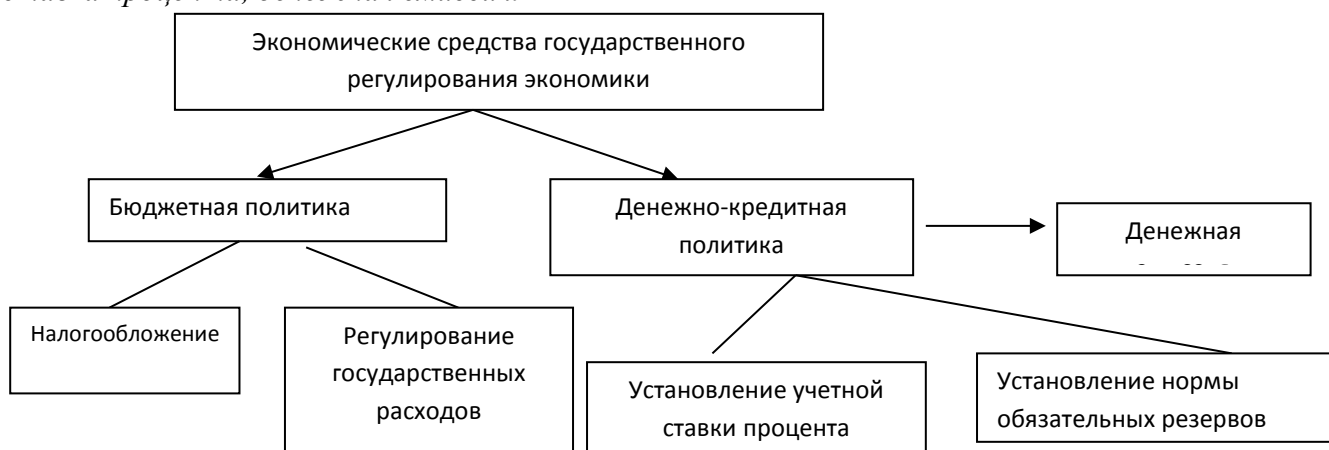 Экономические средства государственного
регулирования экономики
Бюджетная политика
Денежно-кредитная
политика
Денежная
Налогообложение
Регулирование
государственных
расходов
Установление учетной
ставки процента
Установление нормы
обязательных резервов